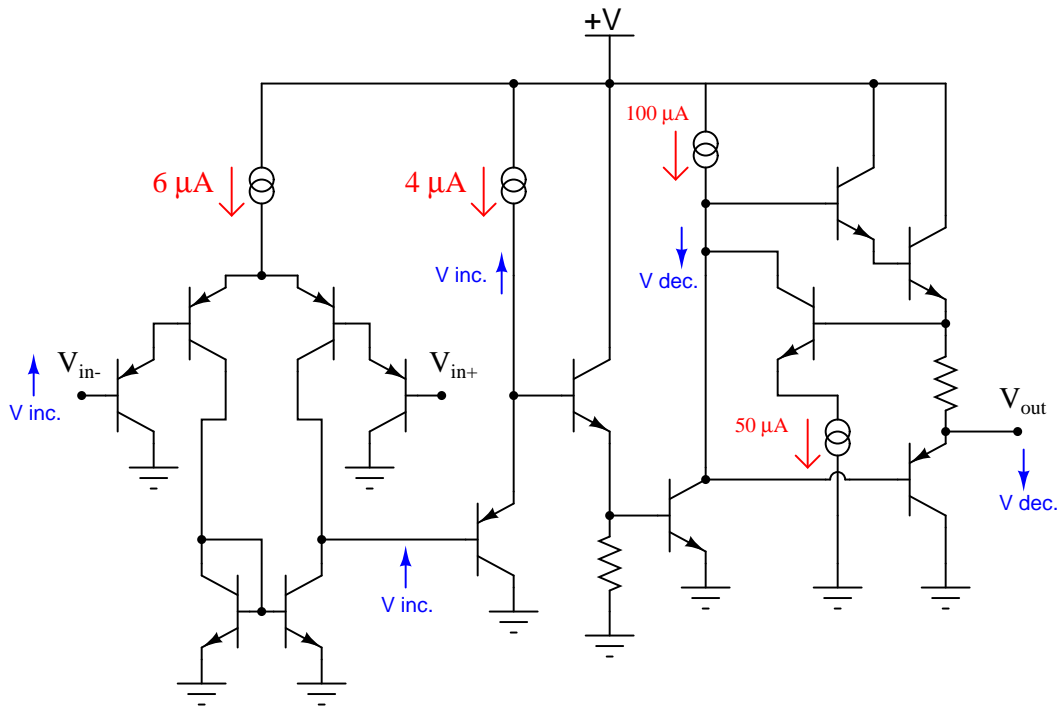 +V
100 µA
6 µA
4 µA
V inc.
V dec.
Vin-
Vin+
V inc.
Vout
50 µA
V dec.
V inc.